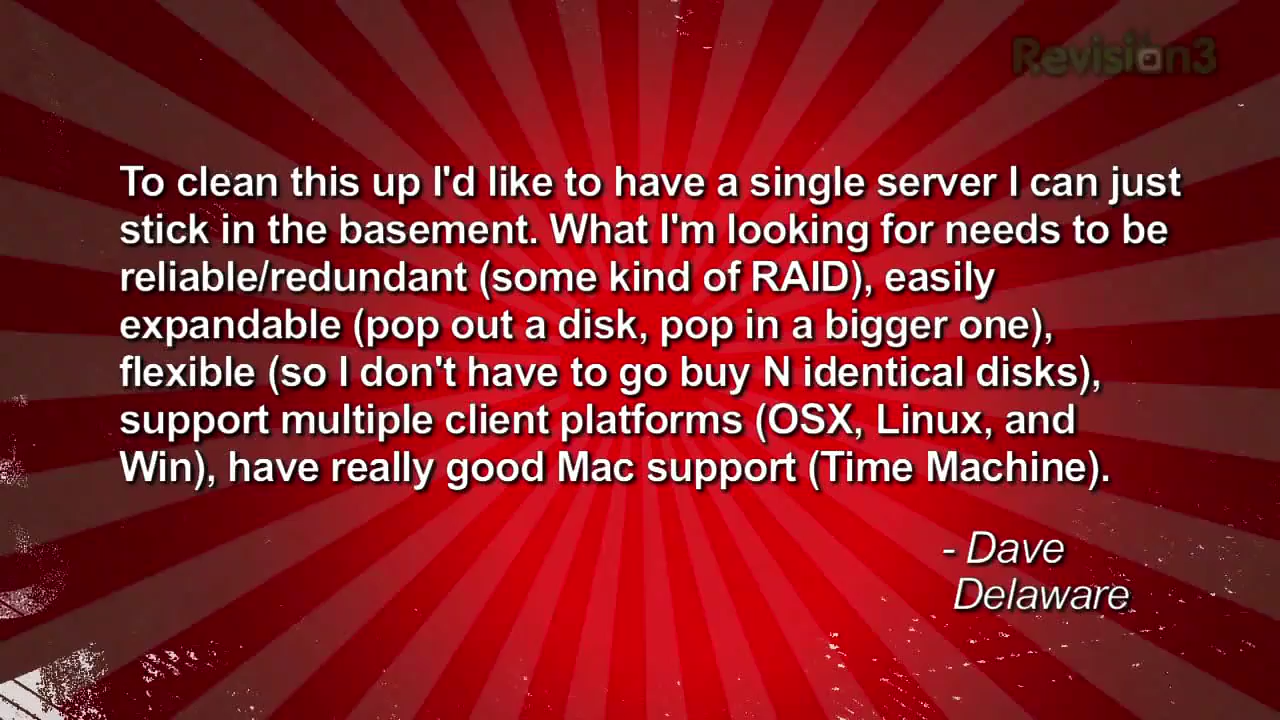 Revision3
To clean this up I'd like to have a single server I can just
stick in the basement. What I'm looking for needs to be
reliable/redundant (some kind of RAID), easily
expandable (pop out a disk, pop in a bigger one),
flexible (so I don't have to go buy N identical disks),
support multiple client platforms (OSX, Linux, and
Win), have really good Mac support (Time Machine).
- Dave
Delaware